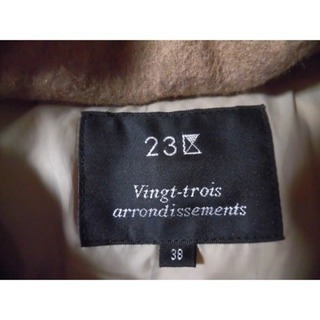 23区
Vingt-trois
arrondissements
38